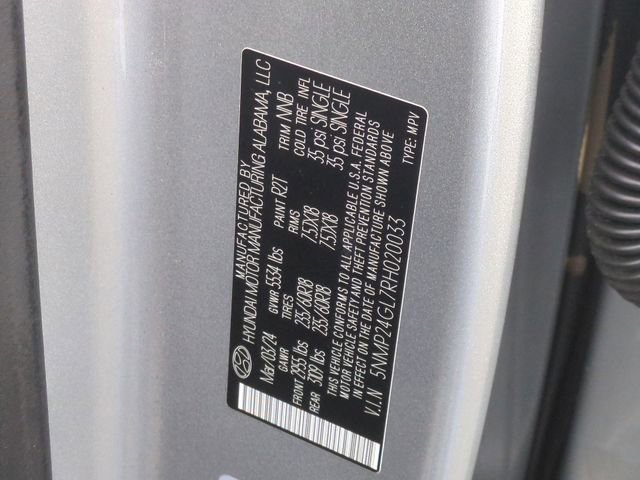 MANUFACTURED BY
HYUNDAI MOTOR MANUFACTURING ALABAMA, LLC
Mar/03/24 GVWR 5534 lbs PAINT R2T TRIM NNB
GAWR TIRES RIMS COLD TIRE INFL
FRONT 2955 lbs 235/60R18 7.5JX18 35 psi SINGLE
REAR 3109 lbs 235/60R18 7.5JX18 35 psi SINGLE
THIS VEHICLE CONFORMS TO ALL APPLICABLE U.S.A. FEDERAL
MOTOR VEHICLE SAFETY AND THEFT PREVENTION STANDARDS
IN EFFECT ON THE DATE OF MANUFACTURE SHOWN ABOVE
V.I.N 5NMP24GL7RH020033 TYPE: MPV